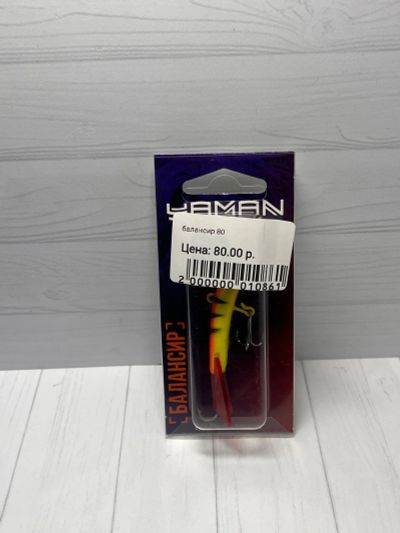 YAMAN
балансир 80
Цена: 80.00 р.
2 000000 010861
[БАЛАНСИР]